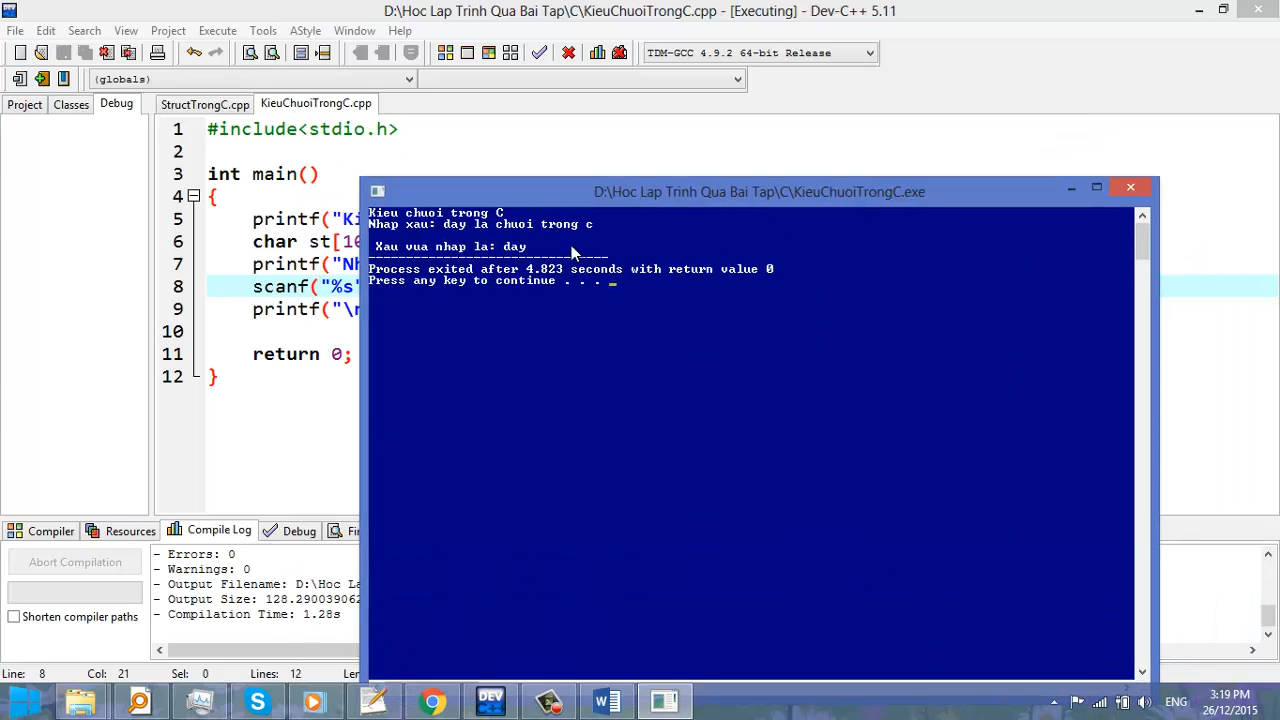 D:\Hoc Lap Trinh Qua Bai Tap\C\KieuChuoiTrongC.cpp - [Executing] - Dev-C++ 5.11
File Edit Search View Project Execute Tools AStyle Window Help
TDM-GCC 4.9.2 64-bit Release
(globals)
Project Classes Debug StructTrongC.cpp KieuChuoiTrongC.cpp
1 #include<stdio.h>
2
3 int main()
4 {
5 printf("Ki
6 char st[10
7 printf("Nh
8 scanf("%s"
9 printf("\n
10
11 return 0;
12 }
D:\Hoc Lap Trinh Qua Bai Tap\C\KieuChuoiTrongC.exe
Kieu chuoi trong C
Nhap xau: day la chuoi trong c
Xau vua nhap la: day
--------------------------------
Process exited after 4.823 seconds with return value 0
Press any key to continue . . . _
Compiler Resources Compile Log Debug Fi
Abort Compilation
Shorten compiler paths
- Errors: 0
- Warnings: 0
- Output Filename: D:\Hoc La
- Output Size: 128.290039062
- Compilation Time: 1.28s
Line: 8 Col: 21 Sel: 0 Lines: 12 Len
DEV
ENG
3:19 PM
26/12/2015